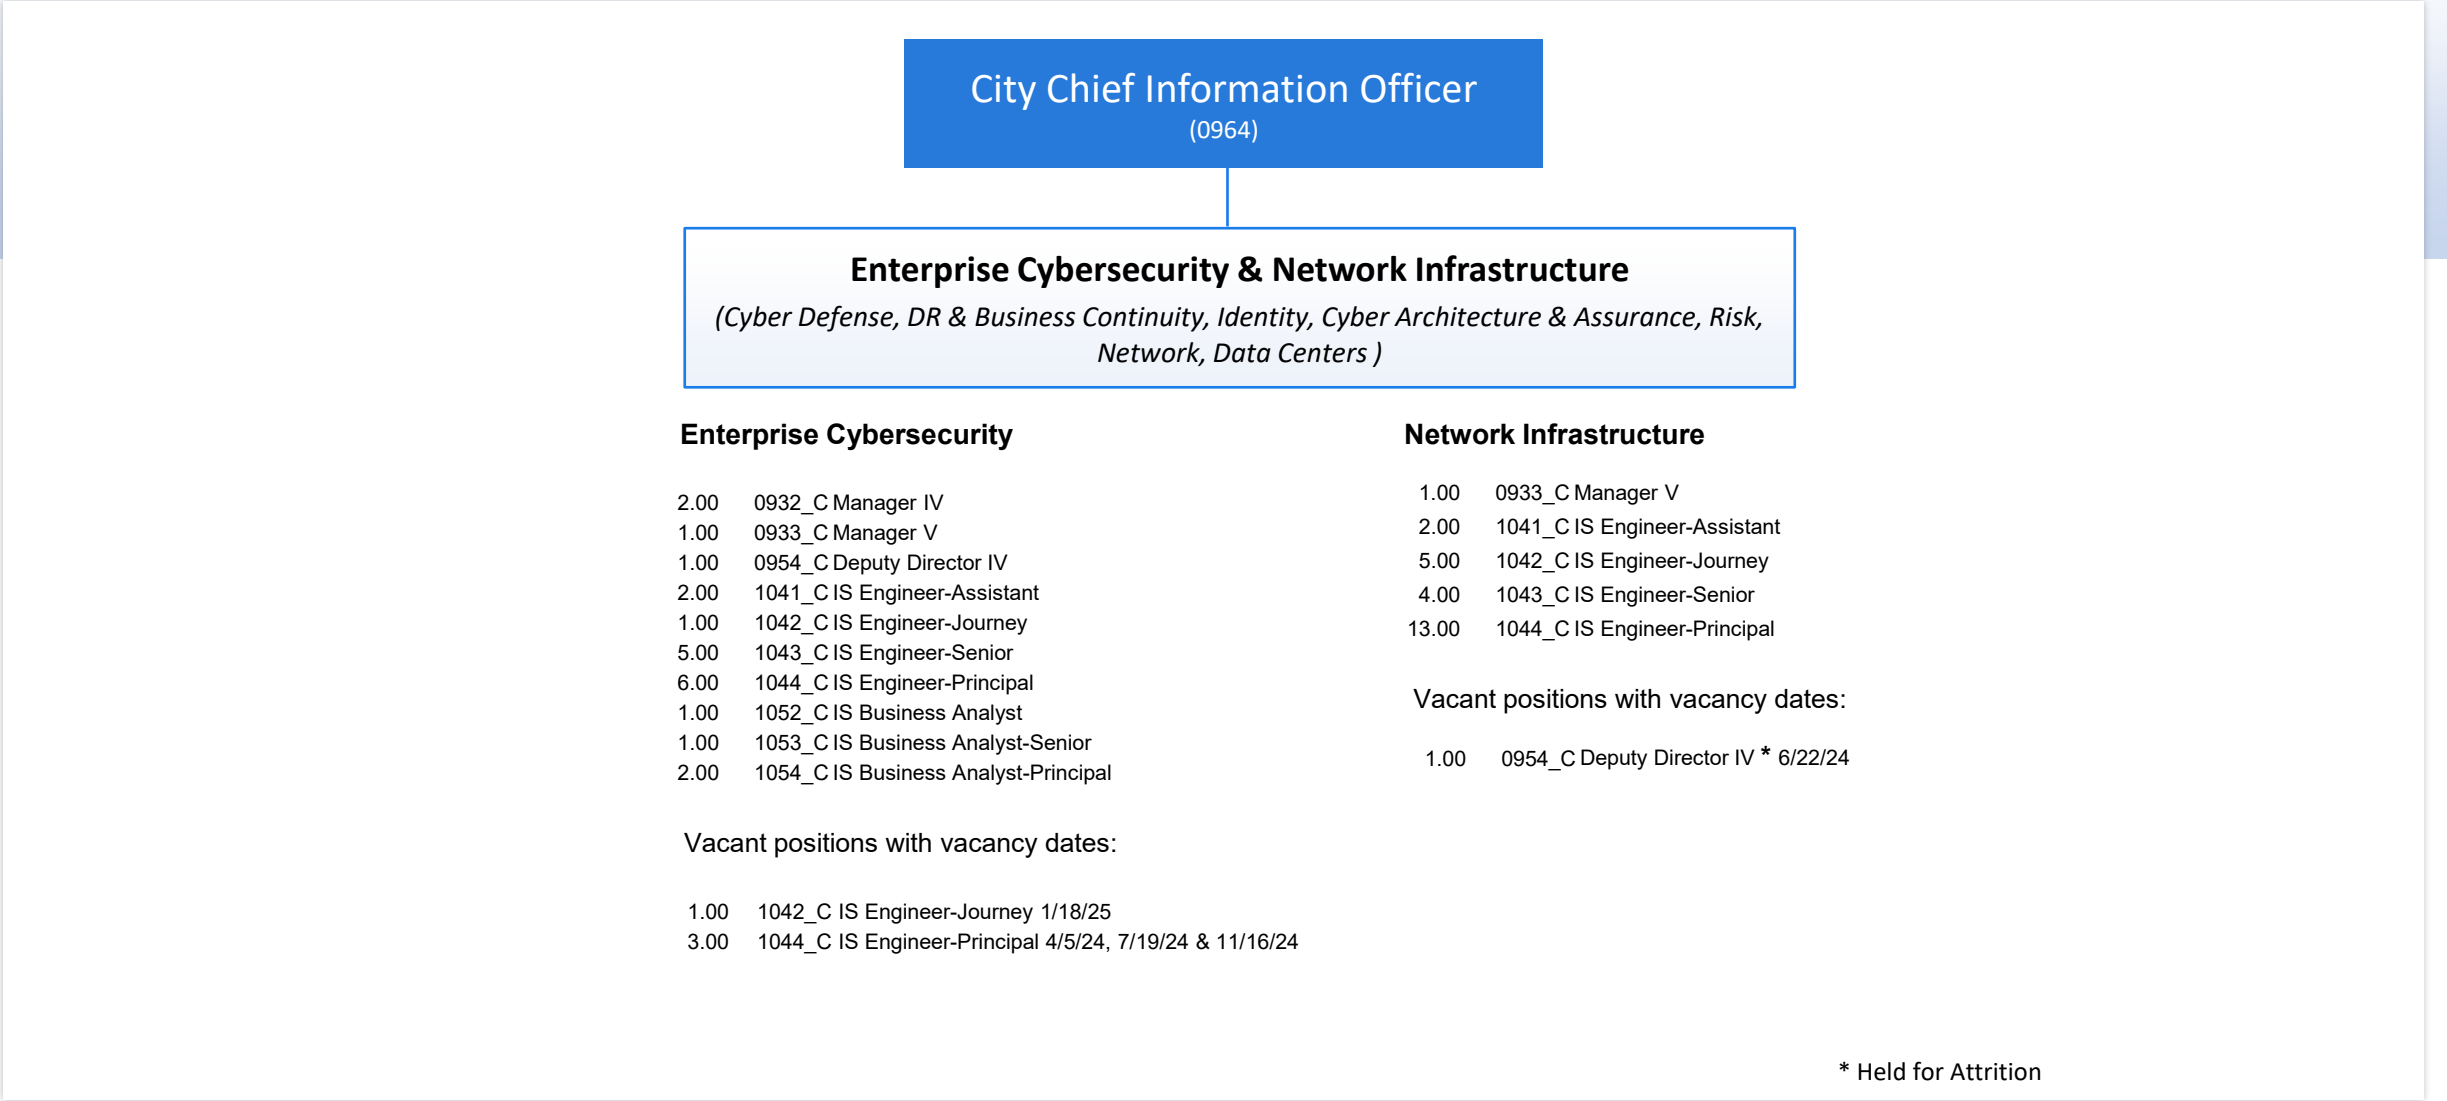 City Chief Information Officer
(0964)
Enterprise Cybersecurity & Network Infrastructure
(Cyber Defense, DR & Business Continuity, Identity, Cyber Architecture & Assurance, Risk,
Network, Data Centers )
Enterprise Cybersecurity
2.00 0932_C Manager IV
1.00 0933_C Manager V
1.00 0954_C Deputy Director IV
2.00 1041_C IS Engineer-Assistant
1.00 1042_C IS Engineer-Journey
5.00 1043_C IS Engineer-Senior
6.00 1044_C IS Engineer-Principal
1.00 1052_C IS Business Analyst
1.00 1053_C IS Business Analyst-Senior
2.00 1054_C IS Business Analyst-Principal
Vacant positions with vacancy dates:
1.00 1042_C IS Engineer-Journey 1/18/25
3.00 1044_C IS Engineer-Principal 4/5/24, 7/19/24 & 11/16/24
Network Infrastructure
1.00 0933_C Manager V
2.00 1041_C IS Engineer-Assistant
5.00 1042_C IS Engineer-Journey
4.00 1043_C IS Engineer-Senior
13.00 1044_C IS Engineer-Principal
Vacant positions with vacancy dates:
1.00 0954_C Deputy Director IV * 6/22/24
* Held for Attrition